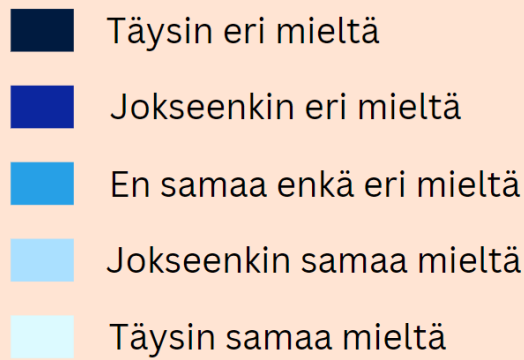 Täysin eri mieltä
Jokseenkin eri mieltä
En samaa enkä eri mieltä
Jokseenkin samaa mieltä
Täysin samaa mieltä